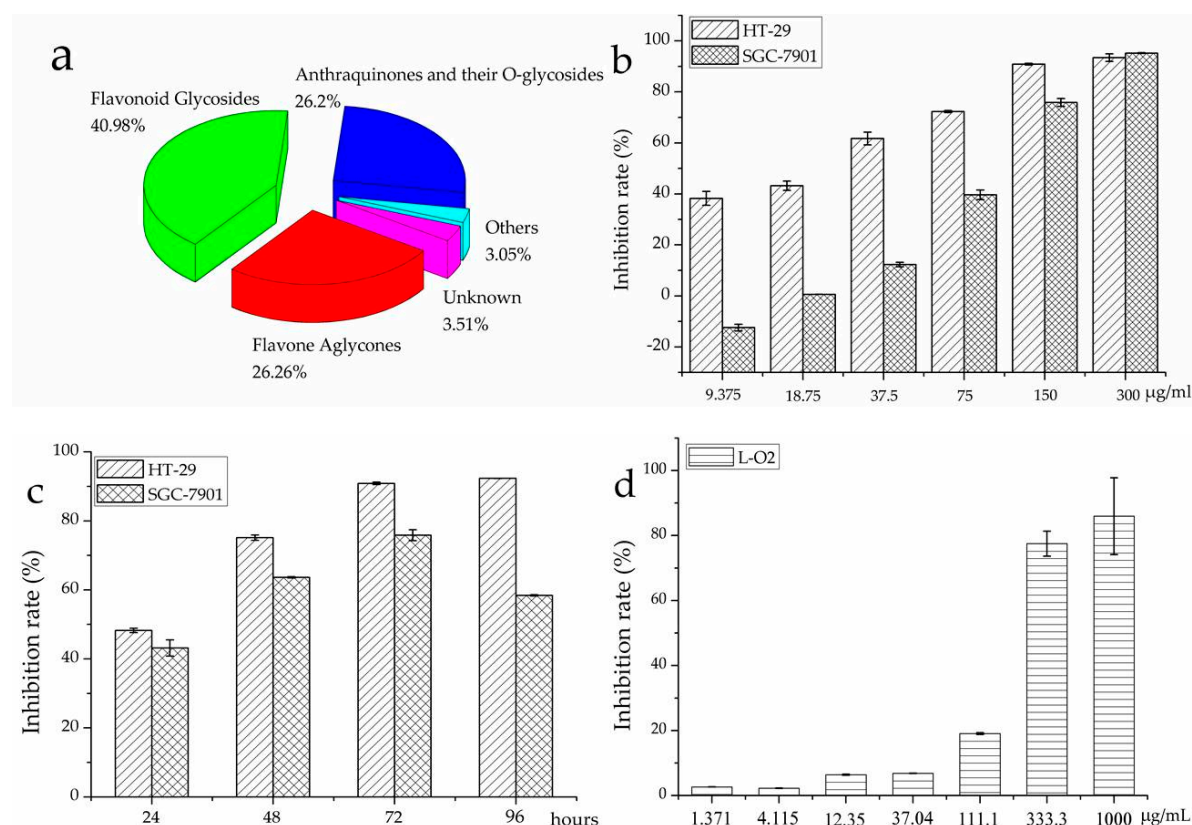 a
Anthraquinones and their O-glycosides
26.2%
Flavonoid Glycosides
40.98%
Others
3.05%
Unknown
3.51%
Flavone Aglycones
26.26%
b
HT-29
SGC-7901
Inhibition rate (%)
100
80
60
40
20
0
-20
9.375 18.75 37.5 75 150 300 μg/ml
c
HT-29
SGC-7901
Inhibition rate (%)
100
80
60
40
20
0
24 48 72 96 hours
d
L-O2
Inhibition rate (%)
100
80
60
40
20
0
1.371 4.115 12.35 37.04 111.1 333.3 1000 μg/mL